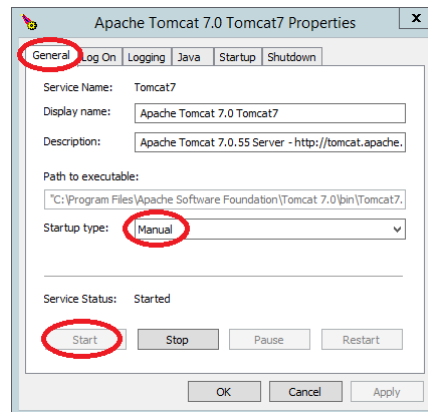 Apache Tomcat 7.0 Tomcat7 Properties x
General Log On Logging Java Startup Shutdown
Service Name: Tomcat7
Display name: Apache Tomcat 7.0 Tomcat7
Description: Apache Tomcat 7.0.55 Server - http://tomcat.apache.
Path to executable:
"C:\Program Files\Apache Software Foundation\Tomcat 7.0\bin\Tomcat7.
Startup type: Manual
Service Status: Started
Start Stop Pause Restart
OK Cancel Apply